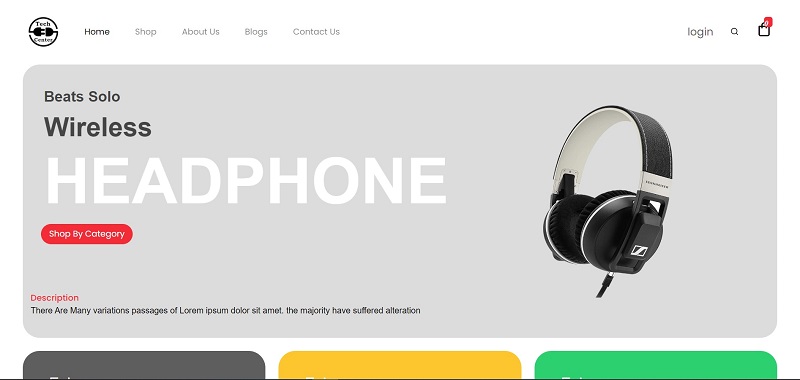 Tech
Center
Home
Shop
About Us
Blogs
Contact Us
login
0
Beats Solo
Wireless
HEADPHONE
Shop By Category
Description
There Are Many variations passages of Lorem ipsum dolor sit amet, the majority have suffered alteration